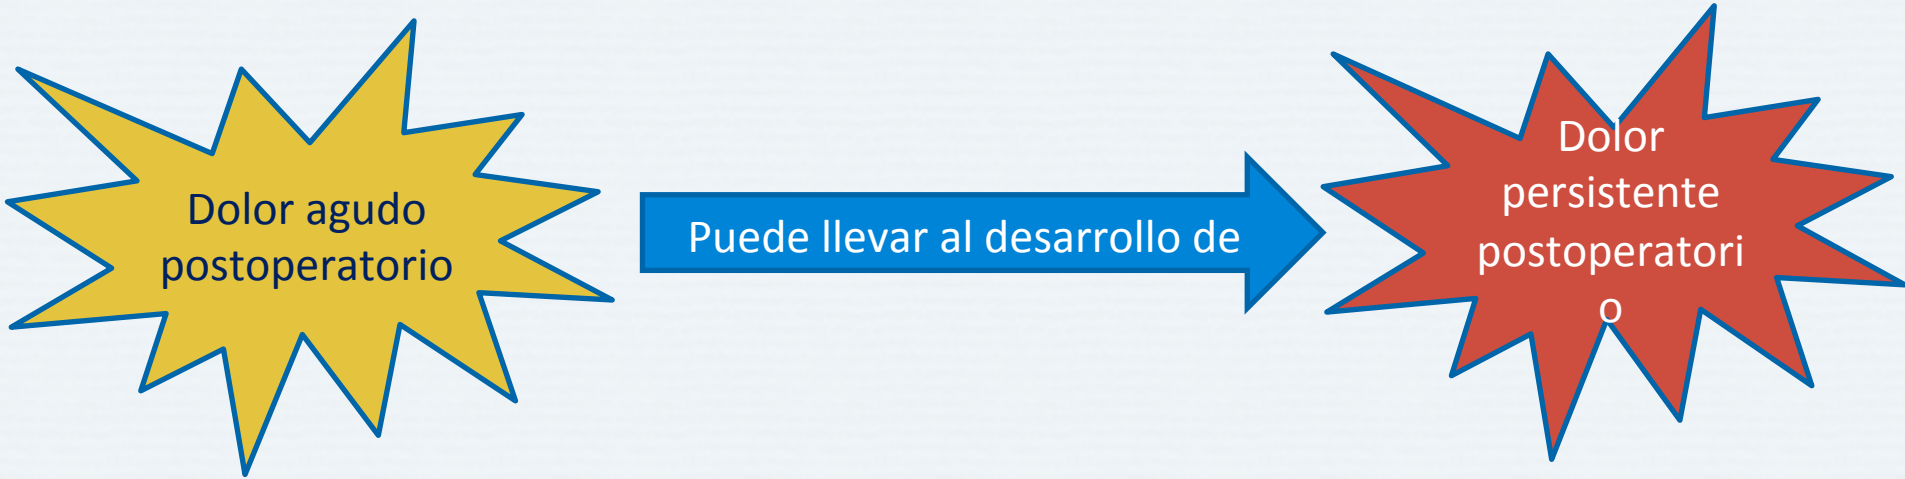 Dolor agudo
postoperatorio
Puede llevar al desarrollo de
Dolor
persistente
postoperatori
o